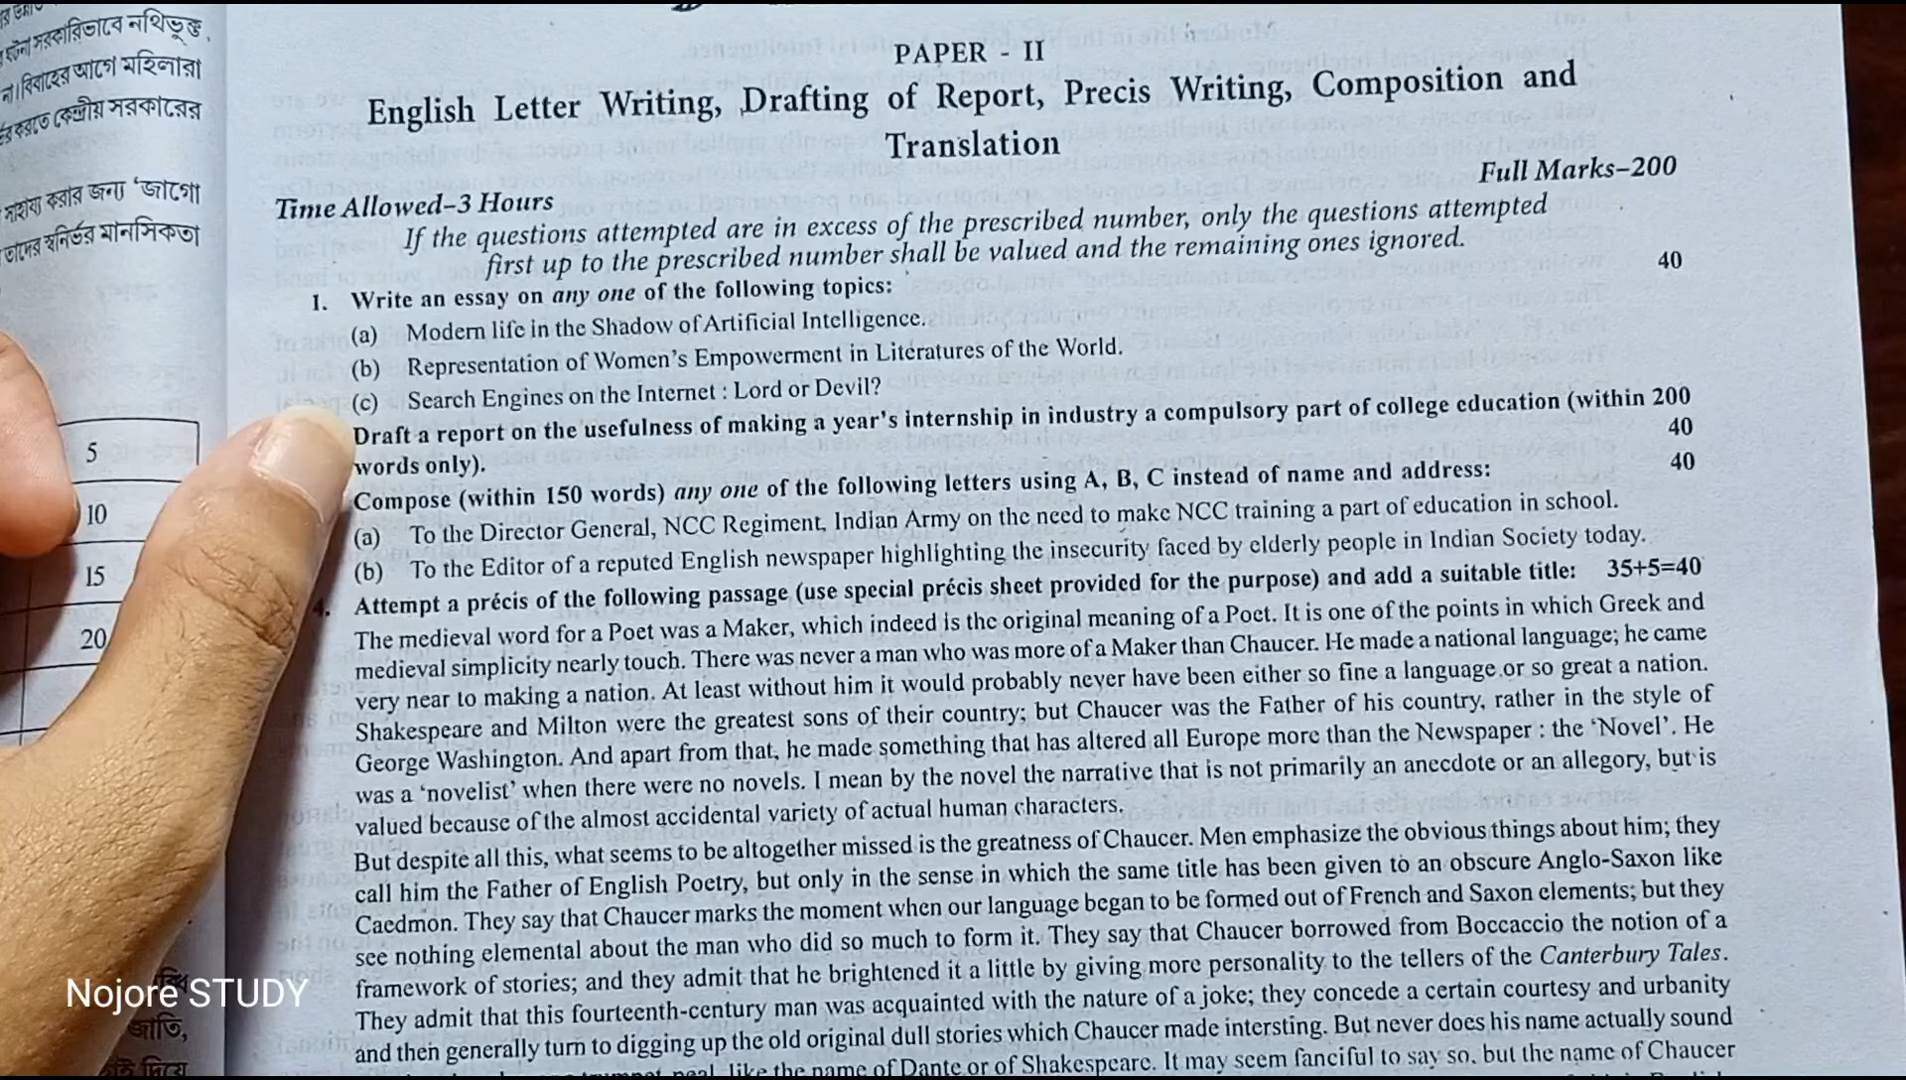 সরকারিভাবে নথিভুক্ত,
না। বিবাহের আগে মহিলারা
করতে কেন্দ্রীয় সরকারের
সাহায্য করার জন্য ‘জাগো
তাদের স্বনির্ভর মানসিকতা
5
10
15
20
জাতি,
দিয়ে
PAPER - II
English Letter Writing, Drafting of Report, Precis Writing, Composition and
Translation
Full Marks–200
Time Allowed–3 Hours
If the questions attempted are in excess of the prescribed number, only the questions attempted
first up to the prescribed number shall be valued and the remaining ones ignored.
1. Write an essay on any one of the following topics: 40
(a) Modern life in the Shadow of Artificial Intelligence.
(b) Representation of Women’s Empowerment in Literatures of the World.
(c) Search Engines on the Internet : Lord or Devil?
Draft a report on the usefulness of making a year’s internship in industry a compulsory part of college education (within 200
words only). 40
Compose (within 150 words) any one of the following letters using A, B, C instead of name and address: 40
(a) To the Director General, NCC Regiment, Indian Army on the need to make NCC training a part of education in school.
(b) To the Editor of a reputed English newspaper highlighting the insecurity faced by elderly people in Indian Society today.
4. Attempt a précis of the following passage (use special précis sheet provided for the purpose) and add a suitable title: 35+5=40
The medieval word for a Poet was a Maker, which indeed is the original meaning of a Poet. It is one of the points in which Greek and
medieval simplicity nearly touch. There was never a man who was more of a Maker than Chaucer. He made a national language; he came
very near to making a nation. At least without him it would probably never have been either so fine a language or so great a nation.
Shakespeare and Milton were the greatest sons of their country; but Chaucer was the Father of his country, rather in the style of
George Washington. And apart from that, he made something that has altered all Europe more than the Newspaper : the ‘Novel’. He
was a ‘novelist’ when there were no novels. I mean by the novel the narrative that is not primarily an anecdote or an allegory, but is
valued because of the almost accidental variety of actual human characters.
But despite all this, what seems to be altogether missed is the greatness of Chaucer. Men emphasize the obvious things about him; they
call him the Father of English Poetry, but only in the sense in which the same title has been given to an obscure Anglo-Saxon like
Caedmon. They say that Chaucer marks the moment when our language began to be formed out of French and Saxon elements; but they
see nothing elemental about the man who did so much to form it. They say that Chaucer borrowed from Boccaccio the notion of a
framework of stories; and they admit that he brightened it a little by giving more personality to the tellers of the Canterbury Tales.
They admit that this fourteenth-century man was acquainted with the nature of a joke; they concede a certain courtesy and urbanity
and then generally turn to digging up the old original dull stories which Chaucer made intersting. But never does his name actually sound
like the name of Dante or of Shakespeare. It may seem fanciful to say so, but the name of Chaucer
Nojore STUDY